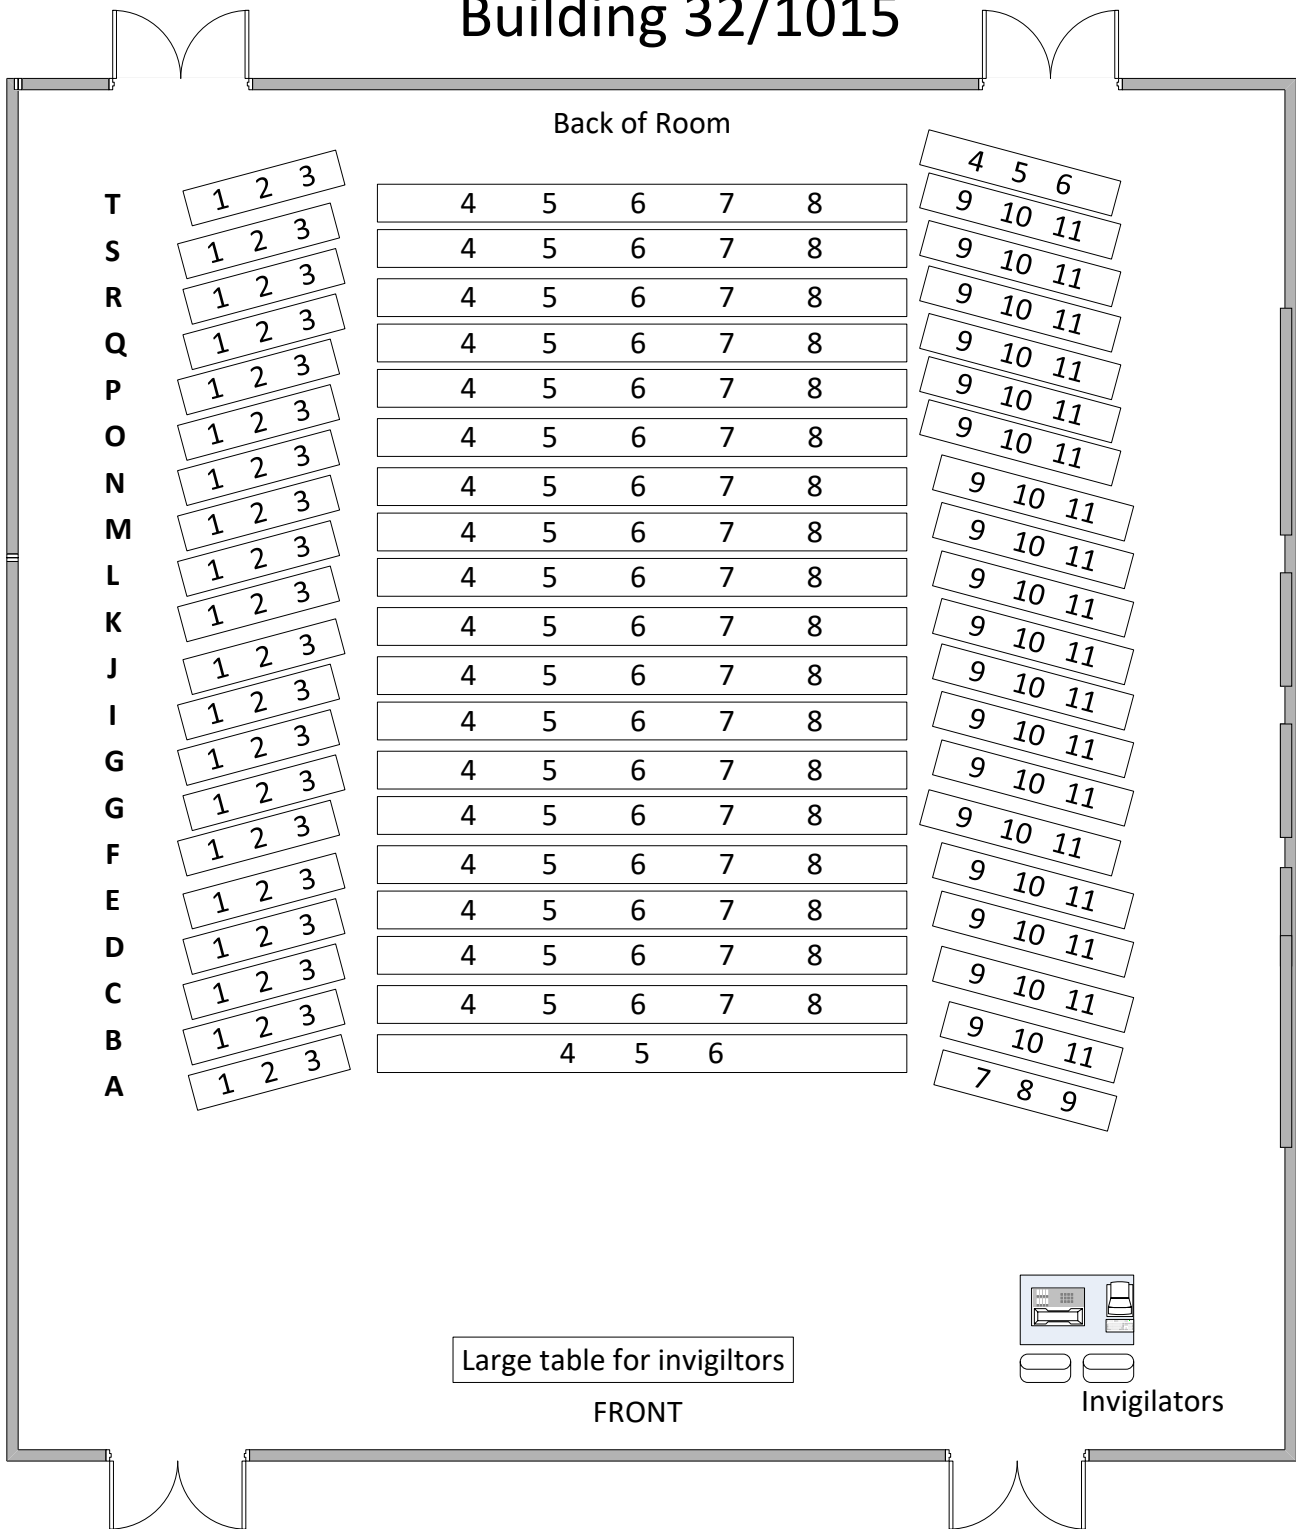 Building 32/1015
Back of Room
T 1 2 3 4 5 6
S 1 2 3 4 5 6 7 8 9 10 11
R 1 2 3 4 5 6 7 8 9 10 11
Q 1 2 3 4 5 6 7 8 9 10 11
P 1 2 3 4 5 6 7 8 9 10 11
O 1 2 3 4 5 6 7 8 9 10 11
N 1 2 3 4 5 6 7 8 9 10 11
M 1 2 3 4 5 6 7 8 9 10 11
L 1 2 3 4 5 6 7 8 9 10 11
K 1 2 3 4 5 6 7 8 9 10 11
J 1 2 3 4 5 6 7 8 9 10 11
I 1 2 3 4 5 6 7 8 9 10 11
G 1 2 3 4 5 6 7 8 9 10 11
G 1 2 3 4 5 6 7 8 9 10 11
F 1 2 3 4 5 6 7 8 9 10 11
E 1 2 3 4 5 6 7 8 9 10 11
D 1 2 3 4 5 6 7 8 9 10 11
C 1 2 3 4 5 6 7 8 9 10 11
B 1 2 3 4 5 6 7 8 9 10 11
A 1 2 3 4 5 6 7 8 9
Large table for invigiltors
Invigilators
FRONT